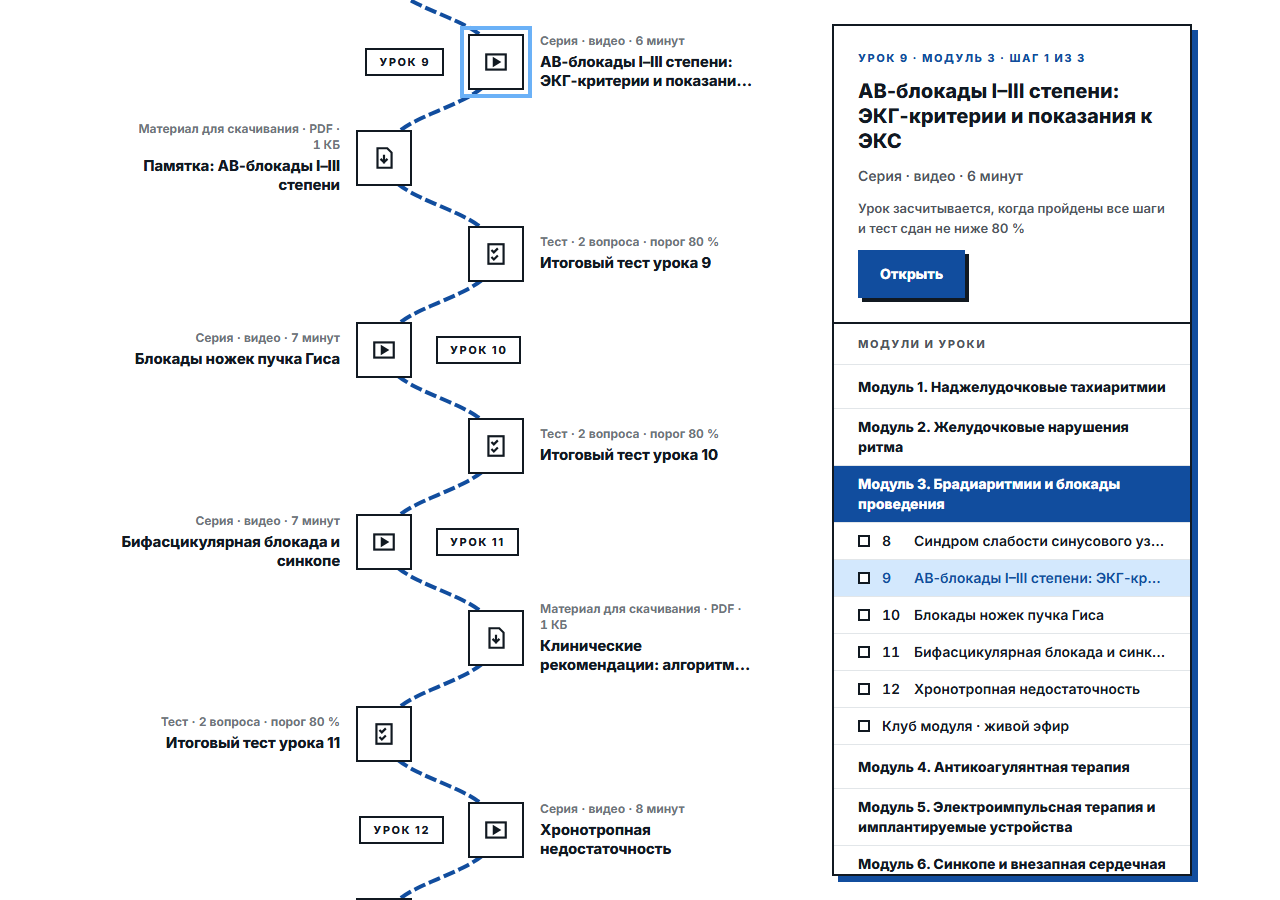 УРОК 9
Серия · видео · 6 минут
АВ-блокады I–III степени:
ЭКГ-критерии и показани…
Материал для скачивания · PDF ·
1 КБ
Памятка: АВ-блокады I–III
степени
Тест · 2 вопроса · порог 80 %
Итоговый тест урока 9
Серия · видео · 7 минут
Блокады ножек пучка Гиса
УРОК 10
Тест · 2 вопроса · порог 80 %
Итоговый тест урока 10
Серия · видео · 7 минут
Бифасцикулярная блокада и
синкопе
УРОК 11
Материал для скачивания · PDF ·
1 КБ
Клинические
рекомендации: алгоритм…
Тест · 2 вопроса · порог 80 %
Итоговый тест урока 11
УРОК 12
Серия · видео · 8 минут
Хронотропная
недостаточность
УРОК 9 · МОДУЛЬ 3 · ШАГ 1 ИЗ 3
АВ-блокады I–III степени:
ЭКГ-критерии и показания к
ЭКС
Серия · видео · 6 минут
Урок засчитывается, когда пройдены все шаги
и тест сдан не ниже 80 %
Открыть
МОДУЛИ И УРОКИ
Модуль 1. Наджелудочковые тахиаритмии
Модуль 2. Желудочковые нарушения
ритма
Модуль 3. Брадиаритмии и блокады
проведения
8 Синдром слабости синусового уз…
9 АВ-блокады I–III степени: ЭКГ-кр…
10 Блокады ножек пучка Гиса
11 Бифасцикулярная блокада и синк…
12 Хронотропная недостаточность
Клуб модуля · живой эфир
Модуль 4. Антикоагулянтная терапия
Модуль 5. Электроимпульсная терапия и
имплантируемые устройства
Модуль 6. Синкопе и внезапная сердечная